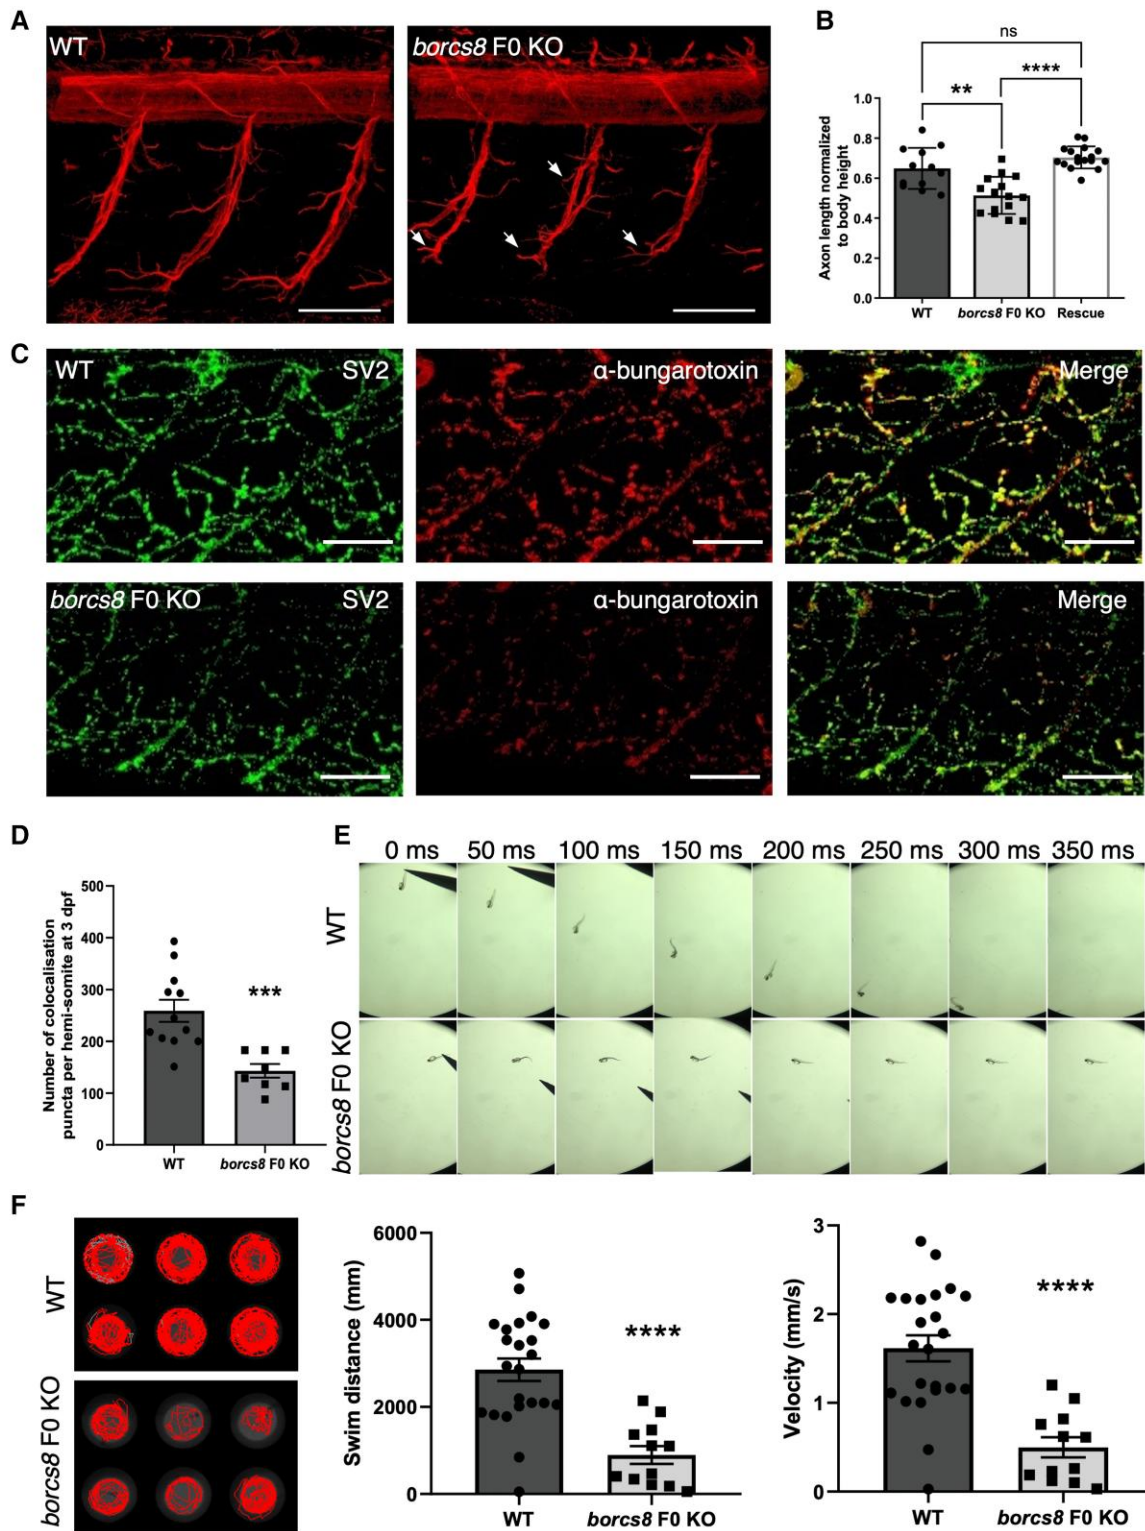 A
WT
borcs8 F0 KO
B
ns
**
****
Axon length normalized
to body height
1.0
0.8
0.6
0.4
0.2
0.0
WT
borcs8 F0 KO
Rescue
C
WT
SV2
α-bungarotoxin
Merge
borcs8 F0 KO
SV2
α-bungarotoxin
Merge
D
Number of colocalisation
puncta per hemi-somite at 3 dpf
500
400
300
200
100
0
***
WT
borcs8 F0 KO
E
0 ms
50 ms
100 ms
150 ms
200 ms
250 ms
300 ms
350 ms
WT
borcs8 F0 KO
F
WT
borcs8 F0 KO
Swim distance (mm)
6000
4000
2000
0
****
WT
borcs8 F0 KO
Velocity (mm/s)
3
2
1
0
****
WT
borcs8 F0 KO